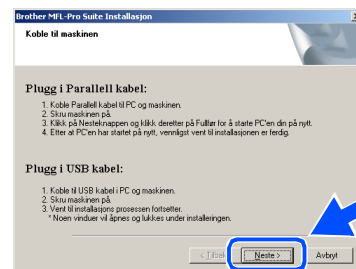 Brother MFL-Pro Suite Installasjon
Koble til maskinen
Plugg i Parallell kabel:
1. Koble Parallell kabel til PC og maskinen.
2. Skru maskinen på.
3. Klikk på Nesteknappen og klikk deretter på Fullfør for å starte PC'en din på nytt.
4. Etter at PC'en har startet på nytt, vennligst vent til installasjonen er ferdig.
Plugg i USB kabel:
1. Koble til USB kabel i PC og maskinen.
2. Skru maskinen på.
3. Vent til installasjons prosessen fortsetter.
* Noen vinduer vil åpnes og lukkes under installeringen.
< Tilbake Neste > Avbryt